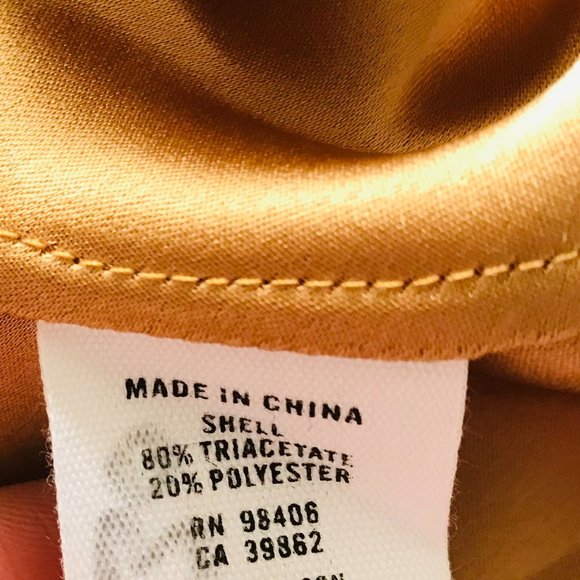 MADE IN CHINA
SHELL
80% TRIACETATE
20% POLYESTER
RN 98406
CA 39862